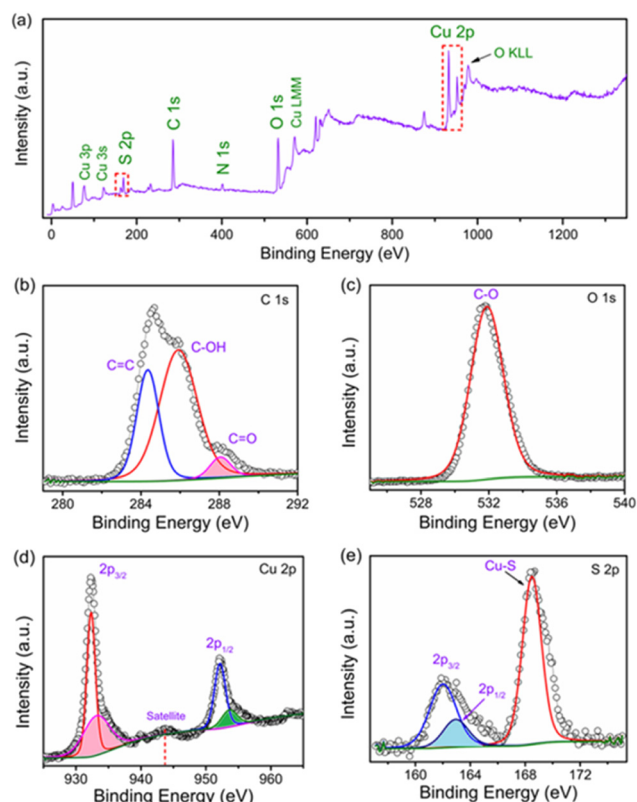 (a)
Intensity (a.u.)
Cu 3p
Cu 3s
S 2p
C 1s
N 1s
O 1s
Cu LMM
Cu 2p
O KLL
0 200 400 600 800 1000 1200
Binding Energy (eV)
(b)
C 1s
Intensity (a.u.)
C=C
C-OH
C=O
280 284 288 292
Binding Energy (eV)
(c)
O 1s
Intensity (a.u.)
C-O
528 532 536 540
Binding Energy (eV)
(d)
Cu 2p
Intensity (a.u.)
2p3/2
2p1/2
Satellite
930 940 950 960
Binding Energy (eV)
(e)
S 2p
Intensity (a.u.)
Cu-S
2p3/2
2p1/2
160 164 168 172
Binding Energy (eV)